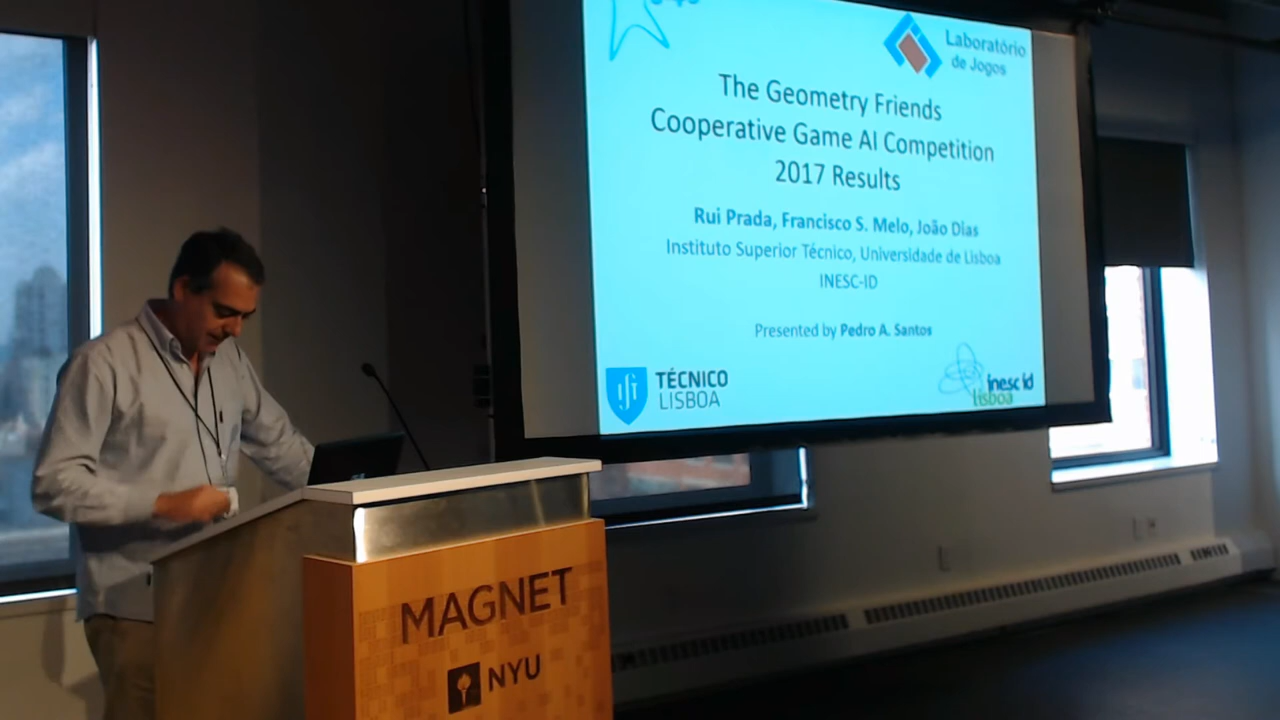 Laboratório
de Jogos
The Geometry Friends
Cooperative Game AI Competition
2017 Results
Rui Prada, Francisco S. Melo, João Dias
Instituto Superior Técnico, Universidade de Lisboa
INESC-ID
Presented by Pedro A. Santos
TÉCNICO
LISBOA
inesc id
lisboa
MAGNET
NYU